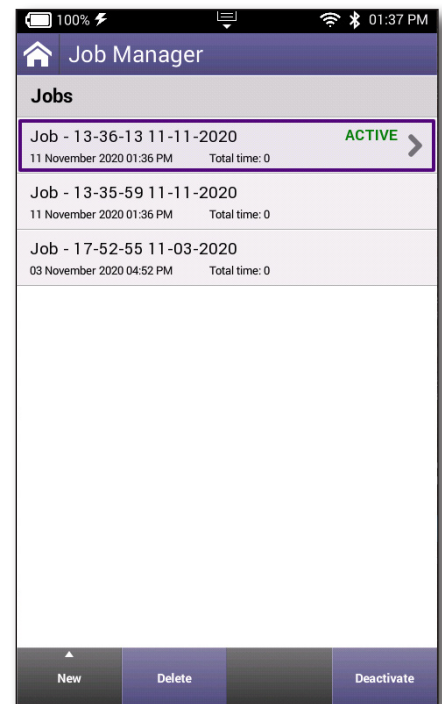 100% 01:37 PM
Job Manager
Jobs
Job - 13-36-13 11-11-2020 ACTIVE
11 November 2020 01:36 PM Total time: 0
Job - 13-35-59 11-11-2020
11 November 2020 01:36 PM Total time: 0
Job - 17-52-55 11-03-2020
03 November 2020 04:52 PM Total time: 0
New Delete Deactivate